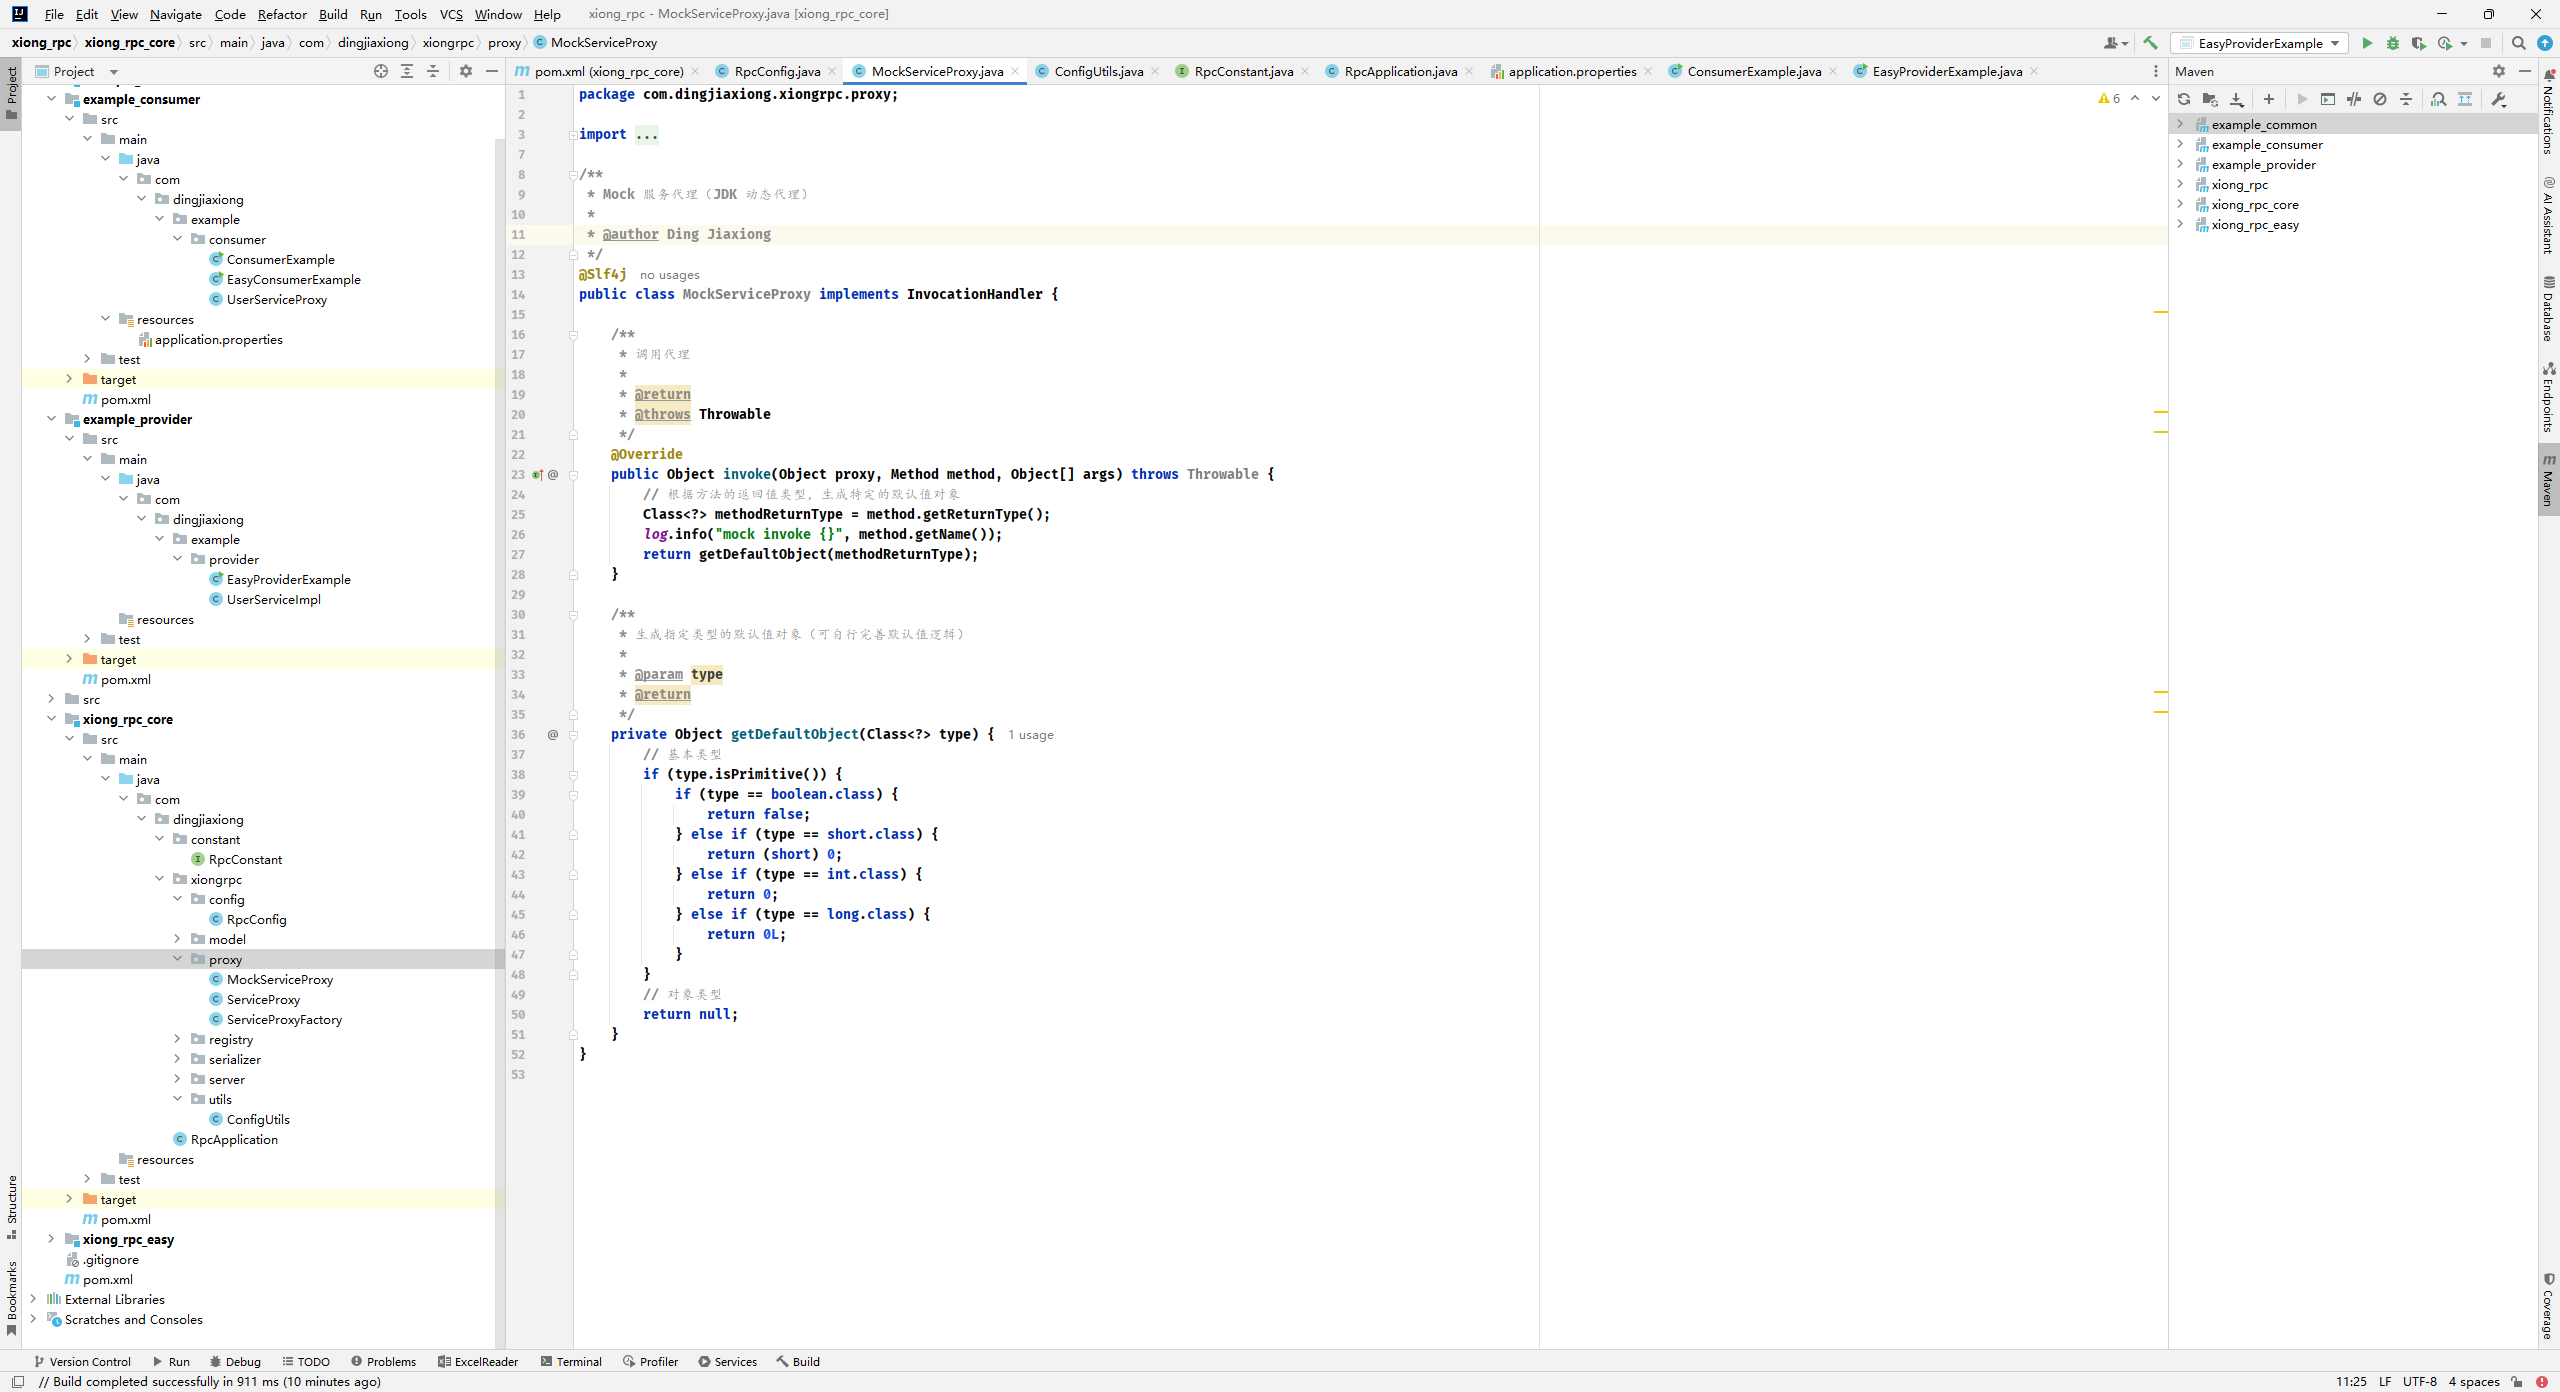 File Edit View Navigate Code Refactor Build Run Tools VCS Window Help xiong_rpc - MockServiceProxy.java [xiong_rpc_core]
xiong_rpc xiong_rpc_core src main java com dingjiaxiong xiongrpc proxy MockServiceProxy EasyProviderExample
Project
pom.xml (xiong_rpc_core) RpcConfig.java MockServiceProxy.java ConfigUtils.java RpcConstant.java RpcApplication.java application.properties ConsumerExample.java EasyProviderExample.java
Maven
Project
Structure
Bookmarks
example_consumer
src
main
java
com
dingjiaxiong
example
consumer
ConsumerExample
EasyConsumerExample
UserServiceProxy
resources
application.properties
test
target
pom.xml
example_provider
src
main
java
com
dingjiaxiong
example
provider
EasyProviderExample
UserServiceImpl
resources
test
target
pom.xml
src
xiong_rpc_core
src
main
java
com
dingjiaxiong
constant
RpcConstant
xiongrpc
config
RpcConfig
model
proxy
MockServiceProxy
ServiceProxy
ServiceProxyFactory
registry
serializer
server
utils
ConfigUtils
RpcApplication
resources
test
target
pom.xml
xiong_rpc_easy
.gitignore
pom.xml
External Libraries
Scratches and Consoles
6
1 package com.dingjiaxiong.xiongrpc.proxy;
2
3 import ...
7
8 /**
9 * Mock 服务代理（JDK 动态代理）
10 *
11 * @author Ding Jiaxiong
12 */
13 @Slf4j no usages
14 public class MockServiceProxy implements InvocationHandler {
15
16 /**
17 * 调用代理
18 *
19 * @return
20 * @throws Throwable
21 */
22 @Override
23 public Object invoke(Object proxy, Method method, Object[] args) throws Throwable {
24 // 根据方法的返回值类型，生成特定的默认值对象
25 Class<?> methodReturnType = method.getReturnType();
26 log.info("mock invoke {}", method.getName());
27 return getDefaultObject(methodReturnType);
28 }
29
30 /**
31 * 生成指定类型的默认值对象（可自行完善默认值逻辑）
32 *
33 * @param type
34 * @return
35 */
36 private Object getDefaultObject(Class<?> type) { 1 usage
37 // 基本类型
38 if (type.isPrimitive()) {
39 if (type == boolean.class) {
40 return false;
41 } else if (type == short.class) {
42 return (short) 0;
43 } else if (type == int.class) {
44 return 0;
45 } else if (type == long.class) {
46 return 0L;
47 }
48 }
49 // 对象类型
50 return null;
51 }
52 }
53
example_common
example_consumer
example_provider
xiong_rpc
xiong_rpc_core
xiong_rpc_easy
Notifications
AI Assistant
Database
Endpoints
Maven
Coverage
Version Control Run Debug TODO Problems ExcelReader Terminal Profiler Services Build
// Build completed successfully in 911 ms (10 minutes ago) 11:25 LF UTF-8 4 spaces